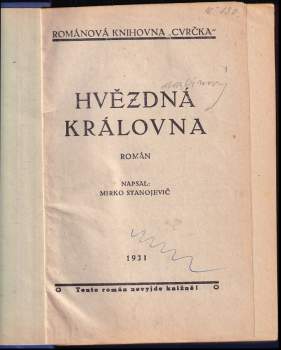 ROMÁNOVÁ KNIHOVNA „CVRČKA“
HVĚZDNÁ
KRÁLOVNA
ROMÁN
NAPSAL:
MIRKO STANOJEVIČ
1931
Tento román nevyjde knižně!